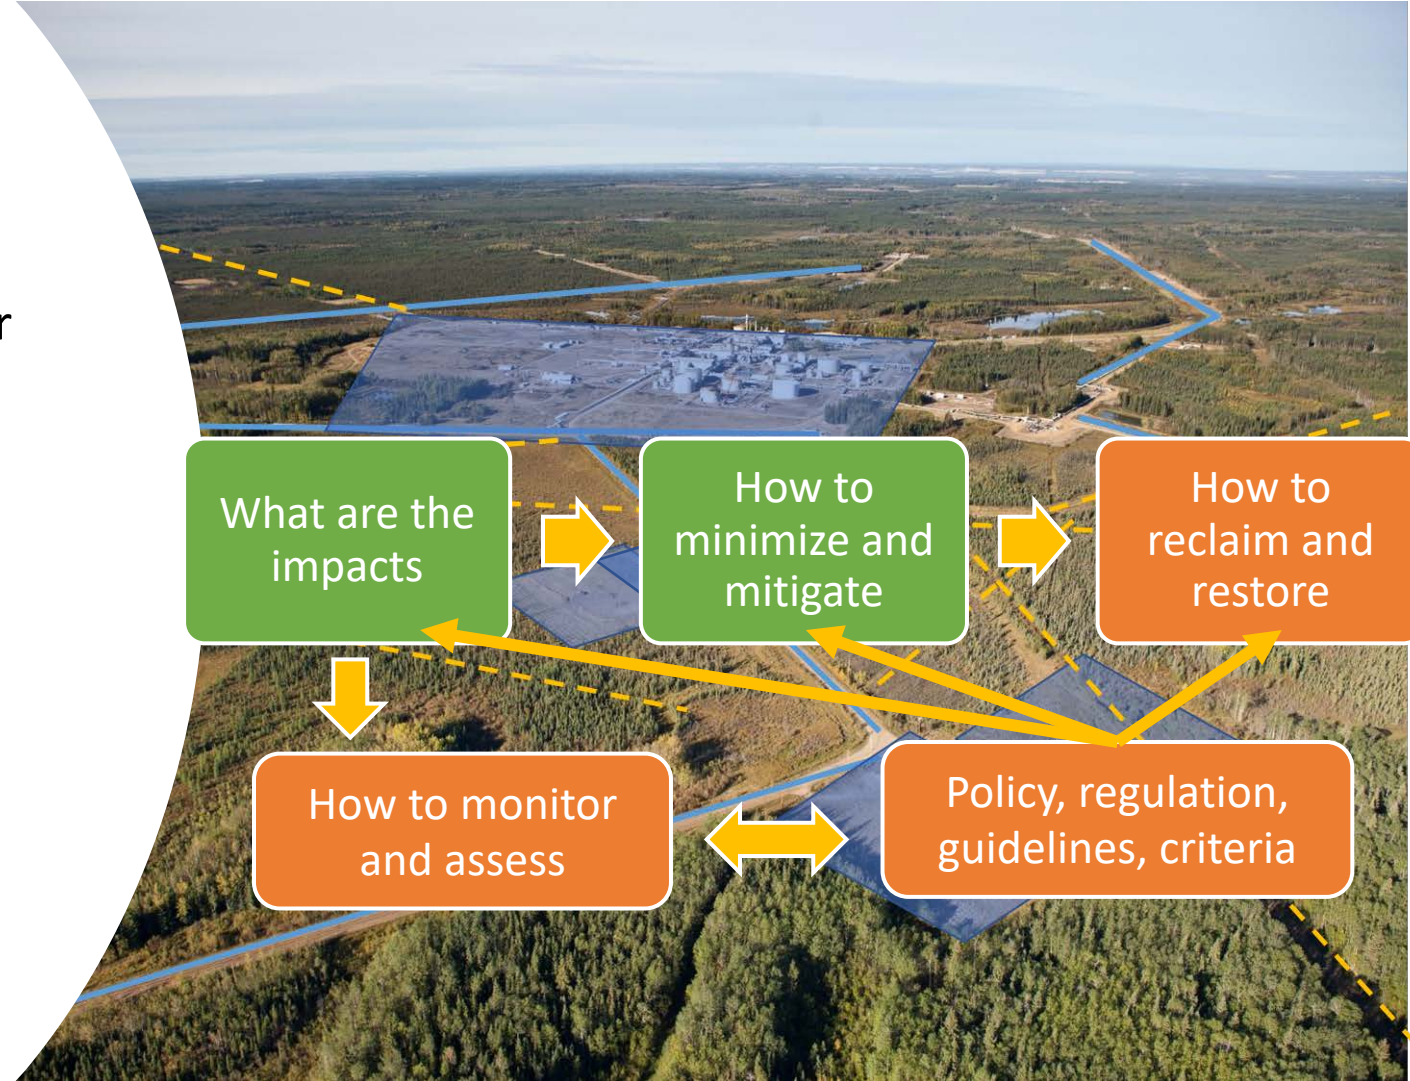 r
What are the
impacts
How to
minimize and
mitigate
How to
reclaim and
restore
How to monitor
and assess
Policy, regulation,
guidelines, criteria